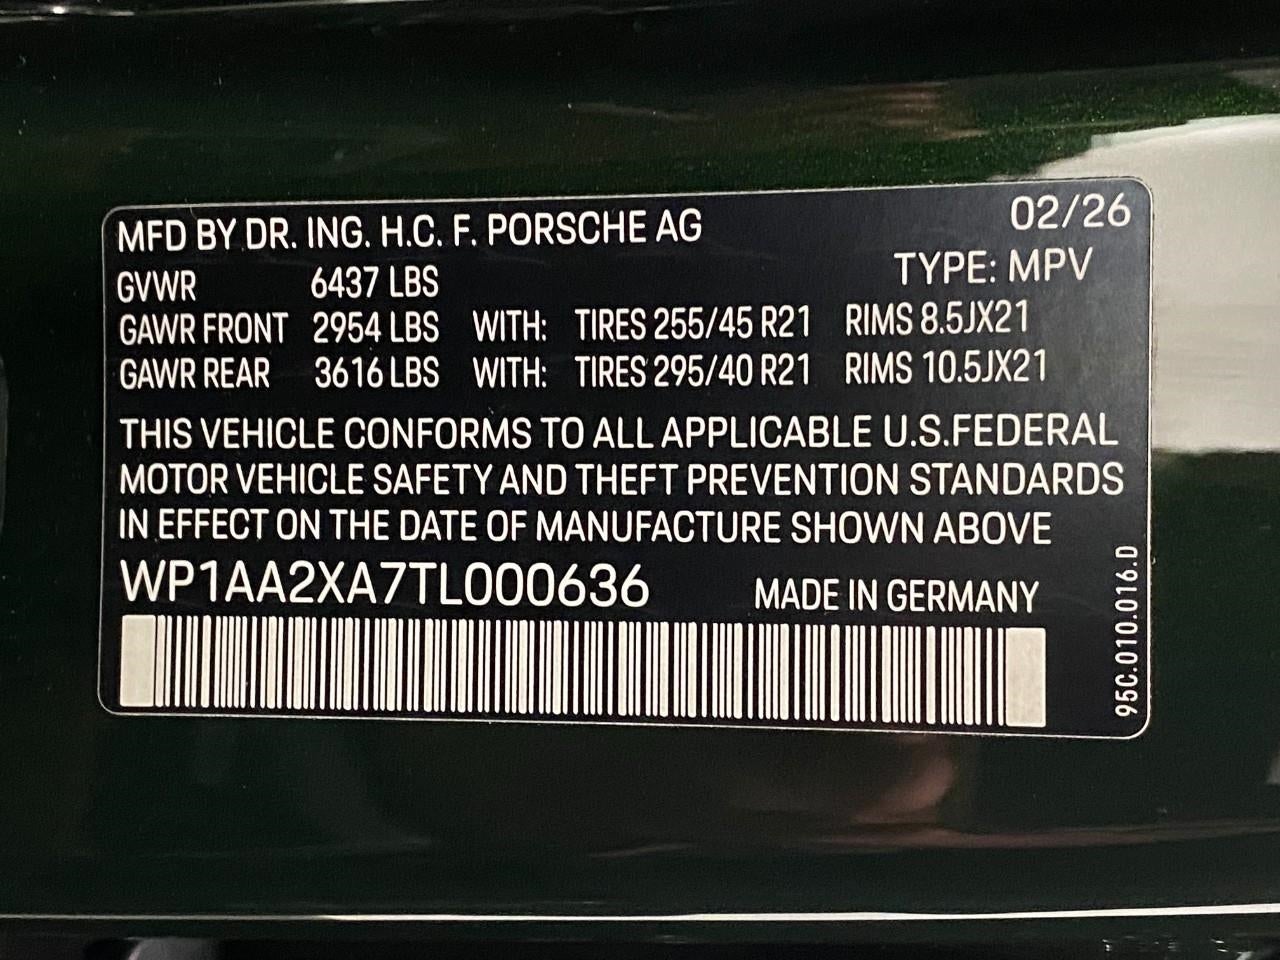 MFD BY DR. ING. H.C. F. PORSCHE AG 02/26
GVWR 6437 LBS TYPE: MPV
GAWR FRONT 2954 LBS WITH: TIRES 255/45 R21 RIMS 8.5JX21
GAWR REAR 3616 LBS WITH: TIRES 295/40 R21 RIMS 10.5JX21
THIS VEHICLE CONFORMS TO ALL APPLICABLE U.S.FEDERAL
MOTOR VEHICLE SAFETY AND THEFT PREVENTION STANDARDS
IN EFFECT ON THE DATE OF MANUFACTURE SHOWN ABOVE
WP1AA2XA7TL000636 MADE IN GERMANY
95C.010.016.D